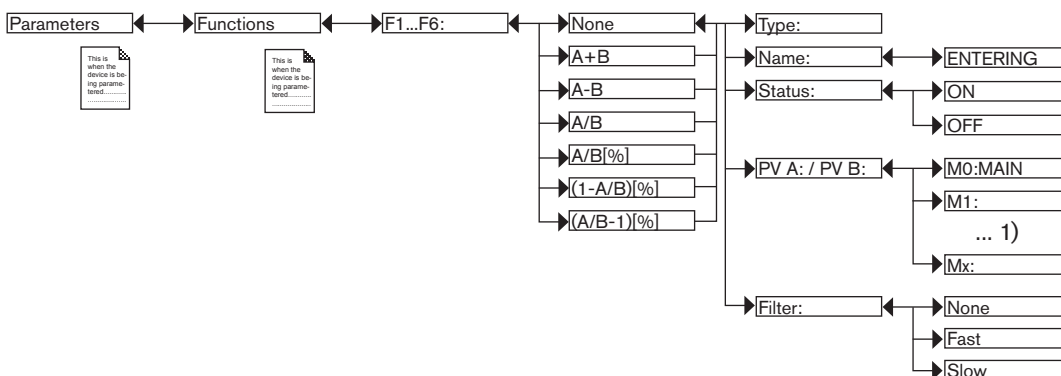 Parameters
Functions
F1...F6:
None
Type:
A+B
Name:
ENTERING
A-B
Status:
ON
A/B
OFF
A/B[%]
PV A: / PV B:
M0:MAIN
(1-A/B)[%]
M1:
(A/B-1)[%]
... 1)
Mx:
Filter:
None
Fast
Slow
This is
when the
device is be-
ing parame-
tered............
.....................
This is
when the
device is be-
ing parame-
tered............
.....................